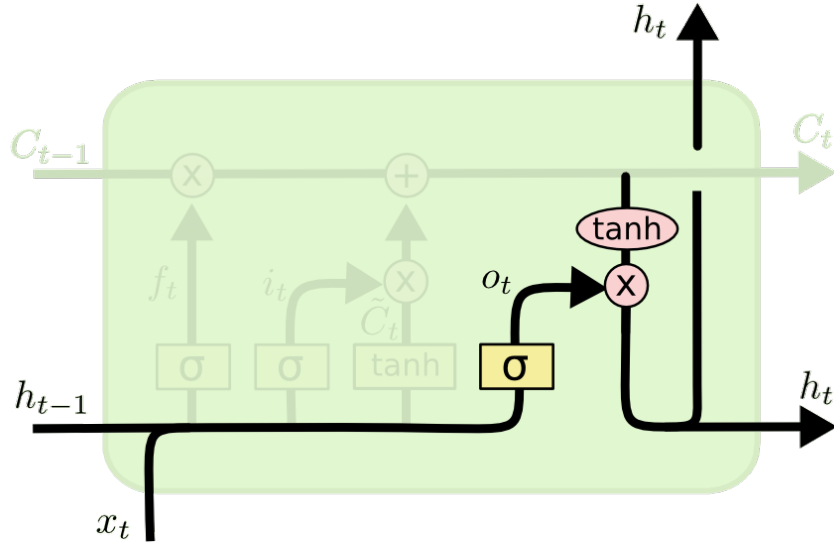 h_t
C_{t-1}
C_t
x
+
tanh
f_t
i_t
x
o_t
x
C̃_t
σ
σ
tanh
σ
h_{t-1}
h_t
x_t